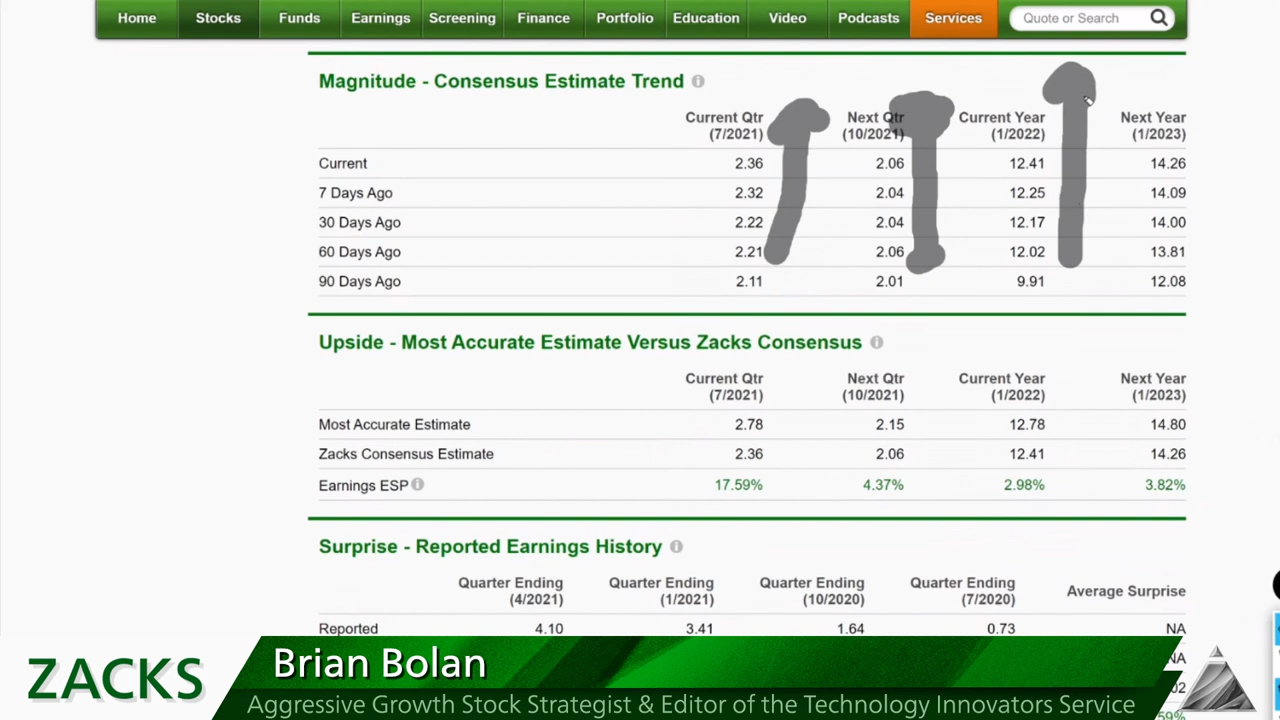 Home Stocks Funds Earnings Screening Finance Portfolio Education Video Podcasts Services Quote or Search
Magnitude - Consensus Estimate Trend
Current Qtr Next Qtr Current Year Next Year
(7/2021) (10/2021) (1/2022) (1/2023)
Current 2.36 2.06 12.41 14.26
7 Days Ago 2.32 2.04 12.25 14.09
30 Days Ago 2.22 2.04 12.17 14.00
60 Days Ago 2.21 2.06 12.02 13.81
90 Days Ago 2.11 2.01 9.91 12.08
Upside - Most Accurate Estimate Versus Zacks Consensus
Current Qtr Next Qtr Current Year Next Year
(7/2021) (10/2021) (1/2022) (1/2023)
Most Accurate Estimate 2.78 2.15 12.78 14.80
Zacks Consensus Estimate 2.36 2.06 12.41 14.26
Earnings ESP 17.59% 4.37% 2.98% 3.82%
Surprise - Reported Earnings History
Quarter Ending Quarter Ending Quarter Ending Quarter Ending Average Surprise
(4/2021) (1/2021) (10/2020) (7/2020)
Reported 4.10 3.41 1.64 0.73 NA
NA
ZACKS
Brian Bolan
Aggressive Growth Stock Strategist & Editor of the Technology Innovators Service